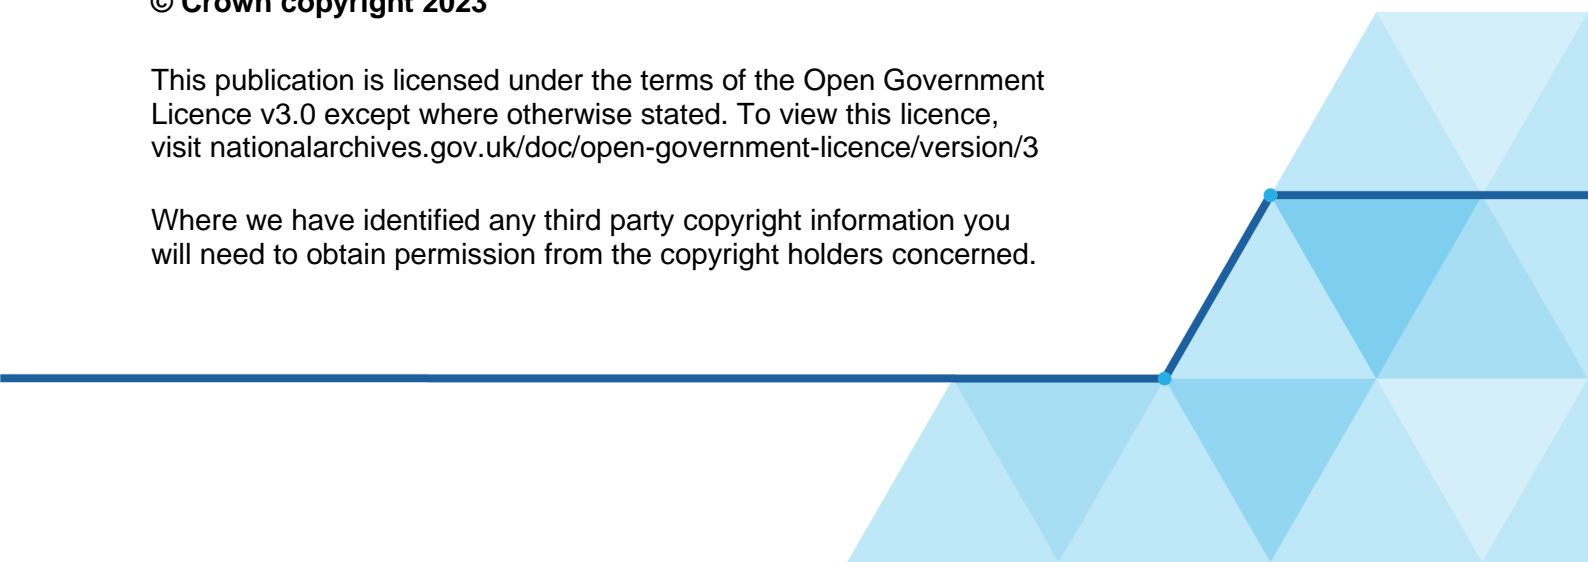 © Crown copyright 2023
This publication is licensed under the terms of the Open Government
Licence v3.0 except where otherwise stated. To view this licence,
visit nationalarchives.gov.uk/doc/open-government-licence/version/3
Where we have identified any third party copyright information you
will need to obtain permission from the copyright holders concerned.